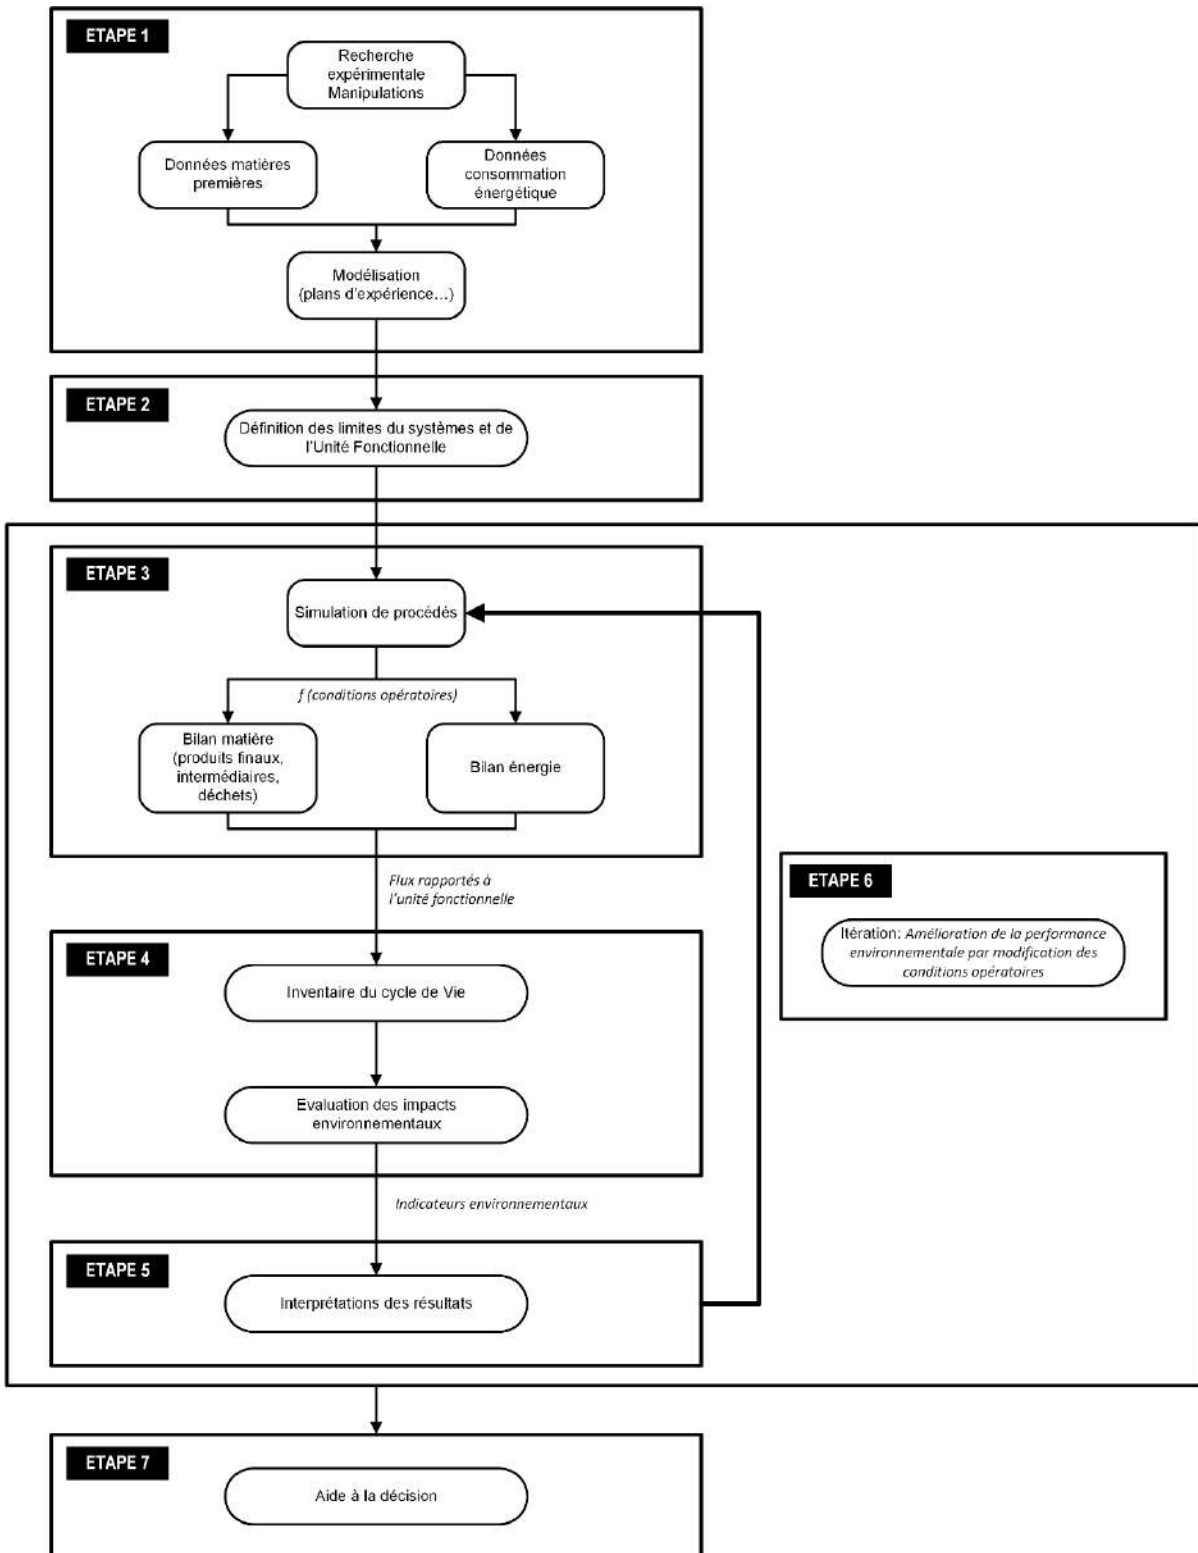 ETAPE 1
Recherche
expérimentale
Manipulations
Données matières
premières
Données
consommation
énergétique
Modélisation
(plans d'expérience…)
ETAPE 2
Définition des limites du systèmes et de
l'Unité Fonctionnelle
ETAPE 3
Simulation de procédés
f (conditions opératoires)
Bilan matière
(produits finaux,
intermédiaires,
déchets)
Bilan énergie
Flux rapportés à
l'unité fonctionnelle
ETAPE 4
Inventaire du cycle de Vie
Evaluation des impacts
environnementaux
Indicateurs environnementaux
ETAPE 5
Interprétations des résultats
ETAPE 6
Itération: Amélioration de la performance
environnementale par modification des
conditions opératoires
ETAPE 7
Aide à la décision